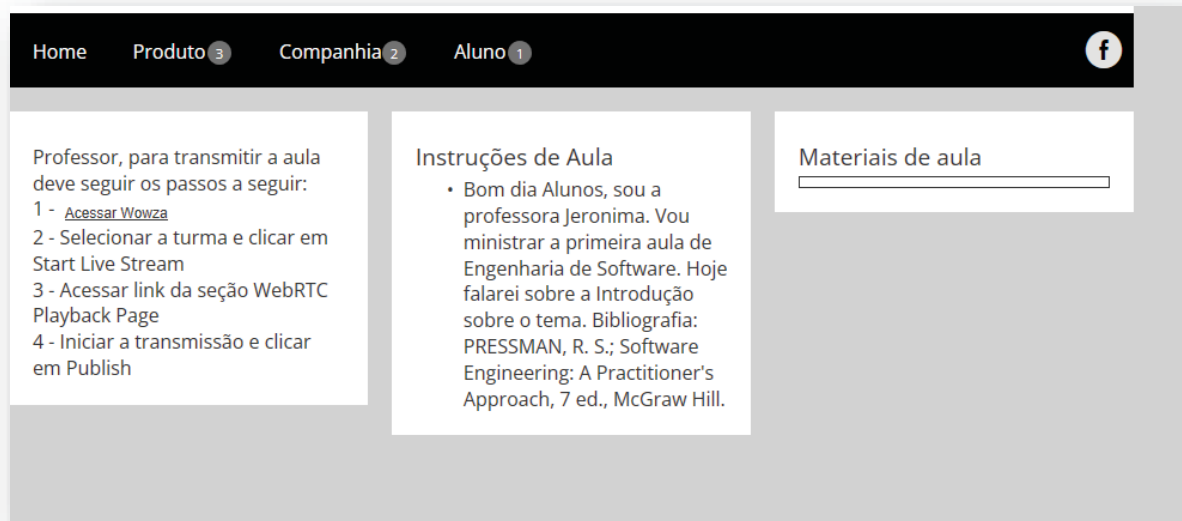 Home Produto 3 Companhia 2 Aluno 1 f
Professor, para transmitir a aula
deve seguir os passos a seguir:
1 - Acessar Wowza
2 - Selecionar a turma e clicar em
Start Live Stream
3 - Acessar link da seção WebRTC
Playback Page
4 - Iniciar a transmissão e clicar
em Publish
Instruções de Aula
• Bom dia Alunos, sou a
professora Jeronima. Vou
ministrar a primeira aula de
Engenharia de Software. Hoje
falarei sobre a Introdução
sobre o tema. Bibliografia:
PRESSMAN, R. S.; Software
Engineering: A Practitioner's
Approach, 7 ed., McGraw Hill.
Materiais de aula